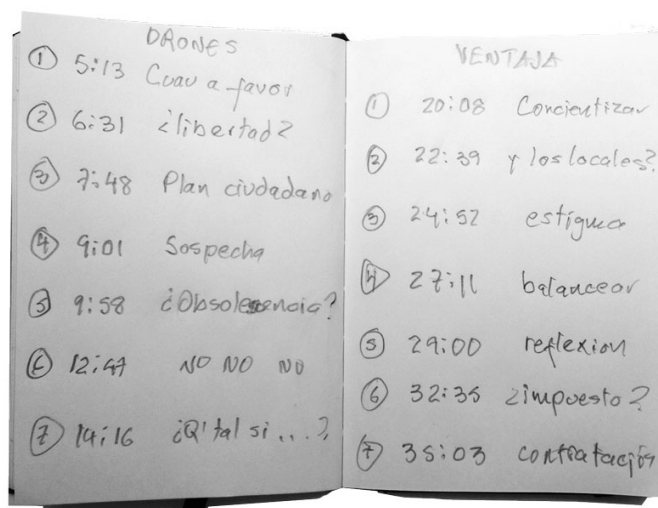 DRONES
① 5:13 Cuau a favor
② 6:31 ¿libertad?
③ 7:48 Plan ciudadano
④ 9:01 Sospecha
⑤ 9:58 ¿Obsolesencia?
⑥ 12:47 NO NO NO
⑦ 14:16 ¿Q' tal si...?
VENTAJA
① 20:08 Concientizar
② 22:39 y los locales?
③ 24:52 estigma
④ 27:11 balancear
⑤ 29:00 reflexion
⑥ 32:35 ¿impuesto?
⑦ 35:03 contratación